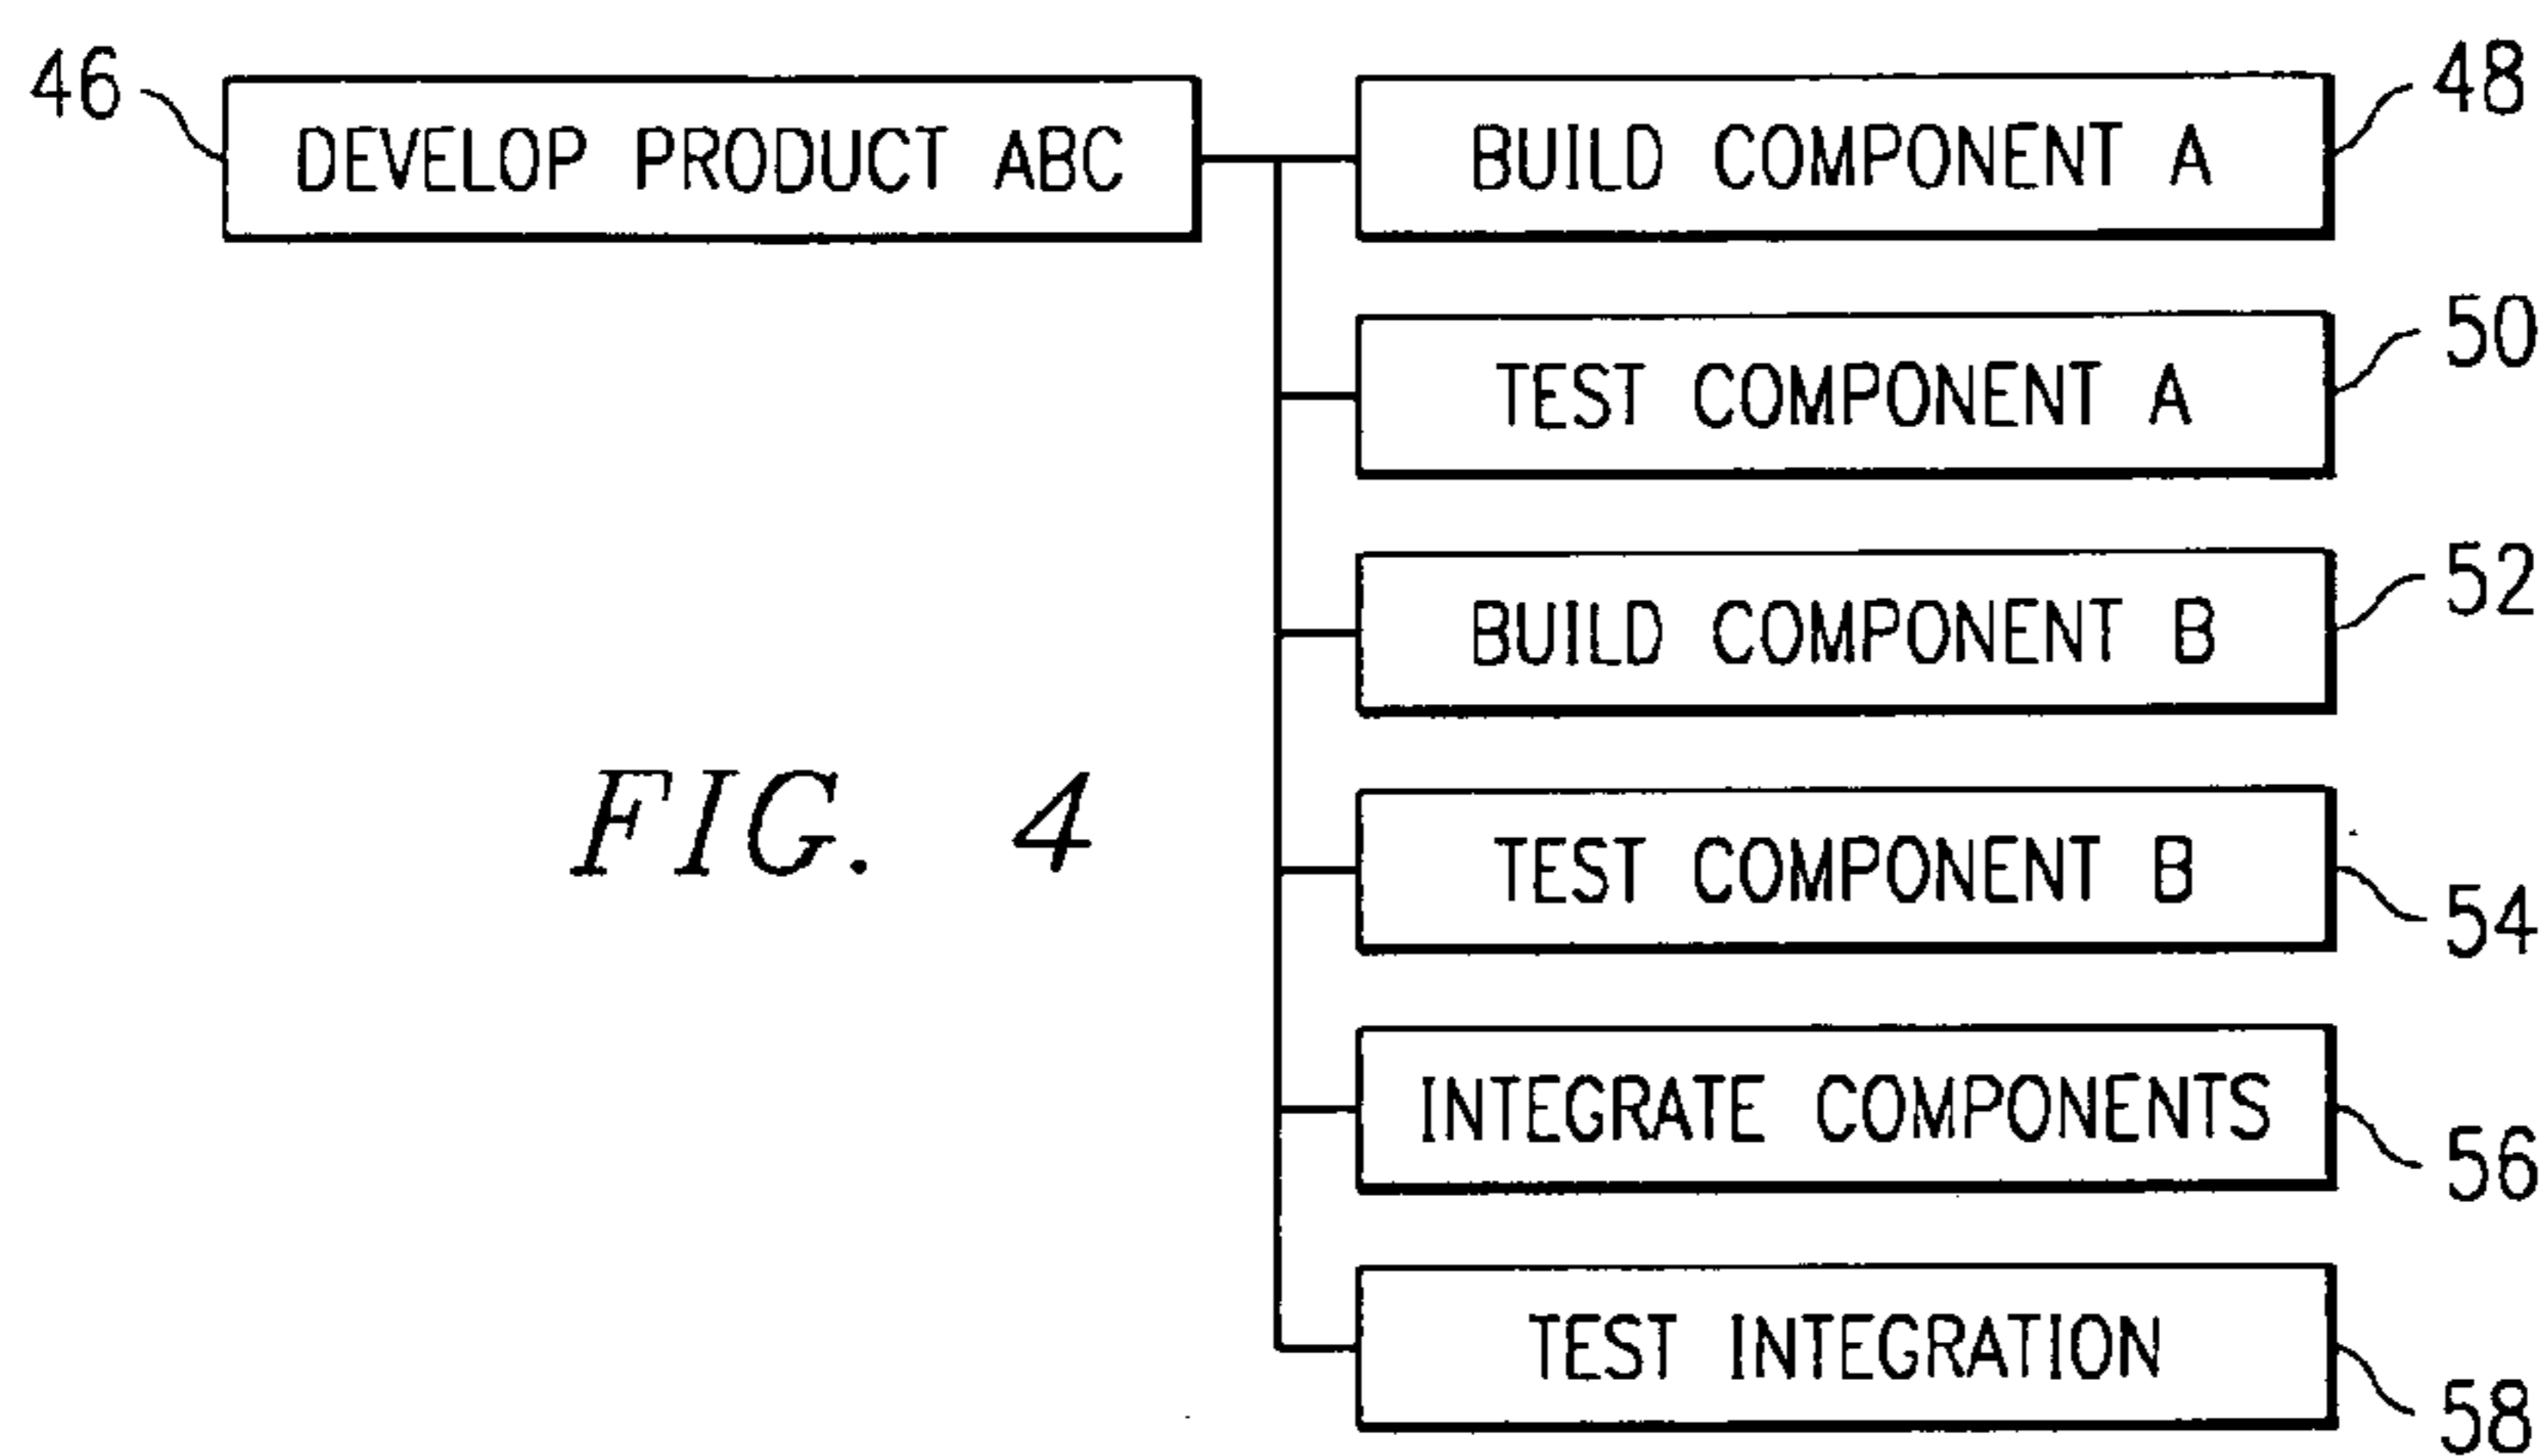 46
DEVELOP PRODUCT ABC
BUILD COMPONENT A
48
TEST COMPONENT A
50
BUILD COMPONENT B
52
FIG. 4
TEST COMPONENT B
54
INTEGRATE COMPONENTS
56
TEST INTEGRATION
58